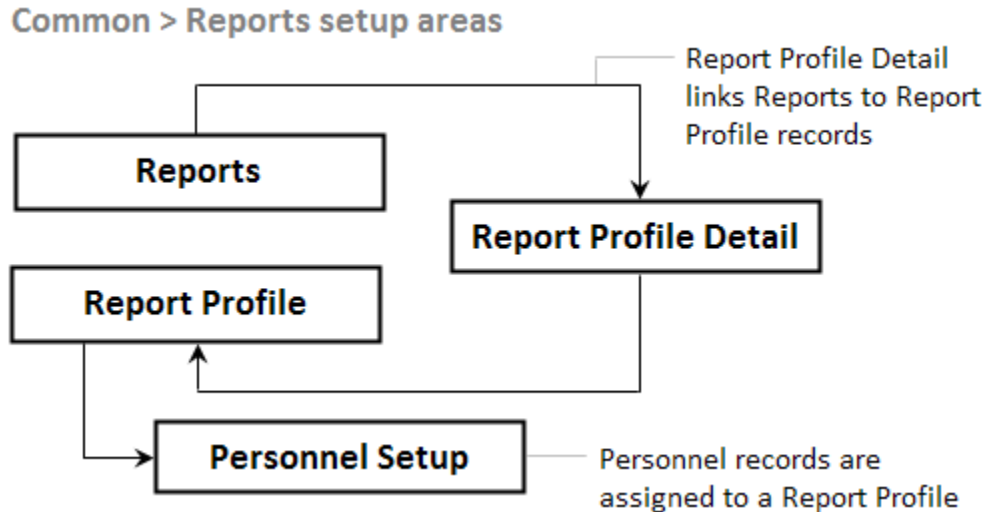 Common > Reports setup areas
Report Profile Detail
links Reports to Report
Profile records
Reports
Report Profile Detail
Report Profile
Personnel Setup
Personnel records are
assigned to a Report Profile